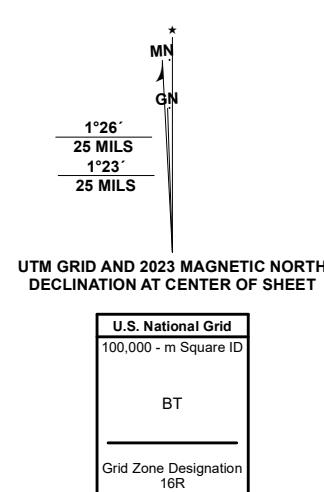 ★
MN
GN
1°26´
25 MILS
1°23´
25 MILS
UTM GRID AND 2023 MAGNETIC NORTH
DECLINATION AT CENTER OF SHEET
U.S. National Grid
100,000 - m Square ID
BT
Grid Zone Designation
16R